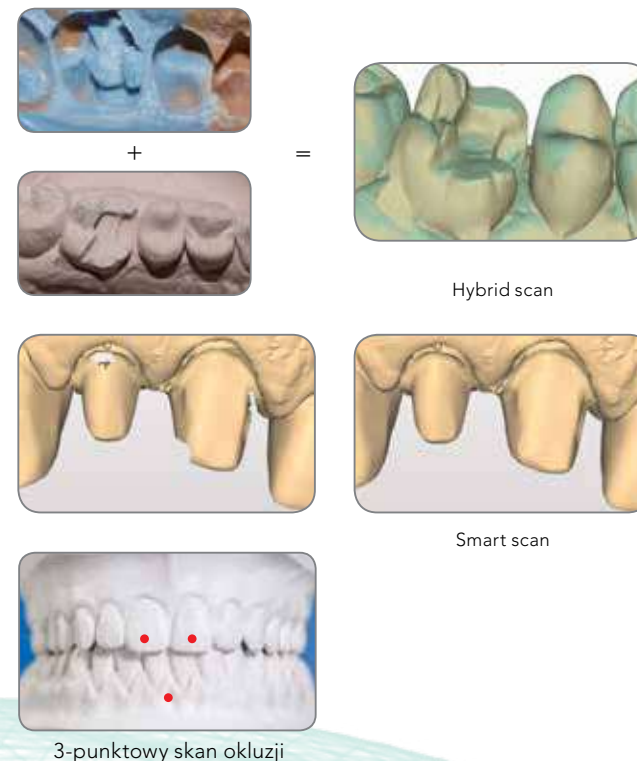 +
=
Hybrid scan
Smart scan
3-punktowy skan okluzji